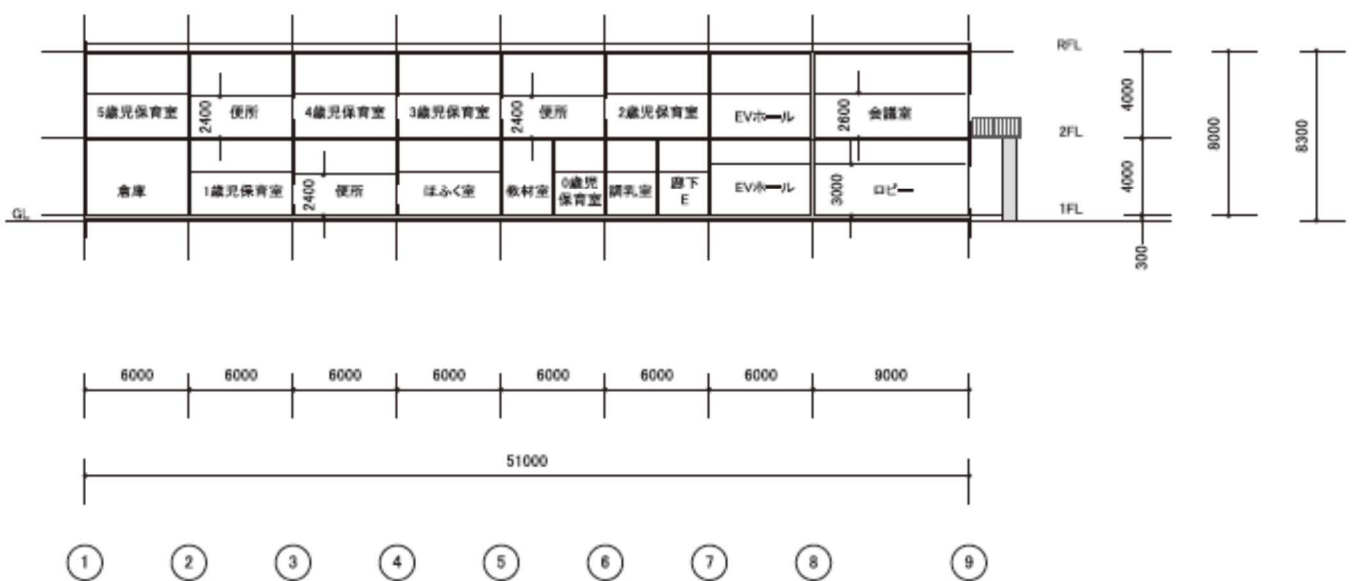 RFL
5歳児保育室
2400
便所
4歳児保育室
3歳児保育室
2400
便所
2歳児保育室
EVホール
2600
会議室
2FL
4000
8000
8300
倉庫
1歳児保育室
2400
便所
ほふく室
教材室
0歳児
保育室
調乳室
廊下
E
EVホール
3000
ロビー
4000
GL
1FL
300
6000
6000
6000
6000
6000
6000
6000
9000
51000
1
2
3
4
5
6
7
8
9